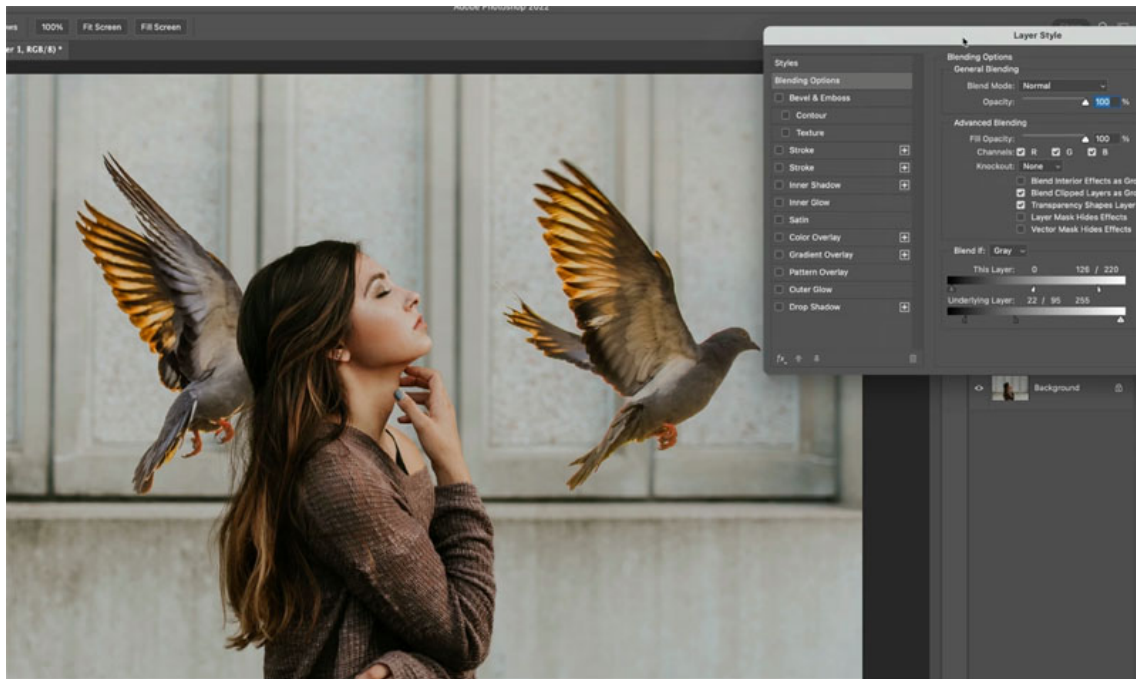 Adobe Photoshop 2022
100% Fit Screen Fill Screen
1, RGB/8) *
Layer Style
Styles
Blending Options
Bevel & Emboss
Contour
Texture
Stroke
Stroke
Inner Shadow
Inner Glow
Satin
Color Overlay
Gradient Overlay
Pattern Overlay
Outer Glow
Drop Shadow
fx
Blending Options
General Blending
Blend Mode: Normal
Opacity: 100 %
Advanced Blending
Fill Opacity: 100 %
Channels: R G B
Knockout: None
Blend Interior Effects as Gro
Blend Clipped Layers as Gro
Transparency Shapes Layer
Layer Mask Hides Effects
Vector Mask Hides Effects
Blend If: Gray
This Layer: 0 126 / 220
Underlying Layer: 22 / 95 255
Background